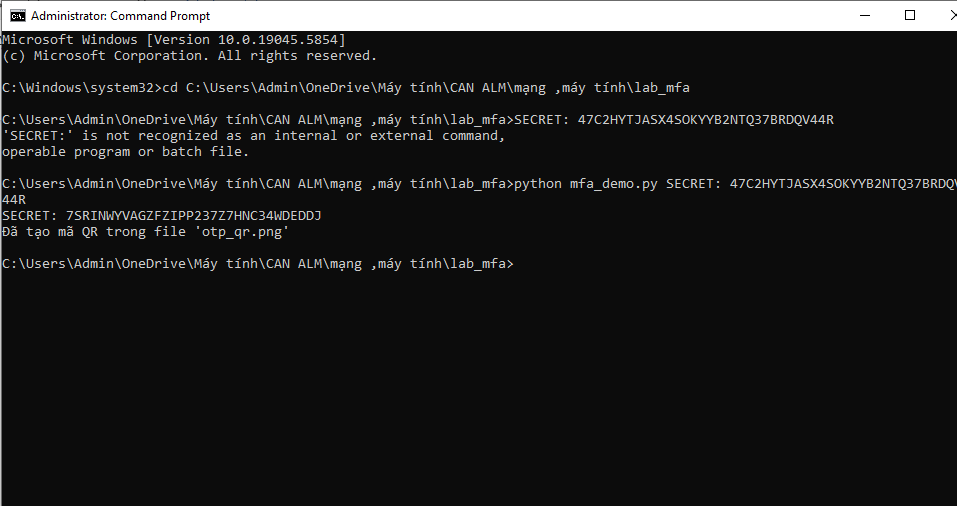 Administrator: Command Prompt
Microsoft Windows [Version 10.0.19045.5854]
(c) Microsoft Corporation. All rights reserved.
C:\Windows\system32>cd C:\Users\Admin\OneDrive\Máy tính\CAN ALM\mạng ,máy tính\lab_mfa
C:\Users\Admin\OneDrive\Máy tính\CAN ALM\mạng ,máy tính\lab_mfa>SECRET: 47C2HYTJASX4SOKYYB2NTQ37BRDQV44R
'SECRET:' is not recognized as an internal or external command,
operable program or batch file.
C:\Users\Admin\OneDrive\Máy tính\CAN ALM\mạng ,máy tính\lab_mfa>python mfa_demo.py SECRET: 47C2HYTJASX4SOKYYB2NTQ37BRDQV
44R
SECRET: 7SRINWYVAGZFZIPP237Z7HNC34WDEDDJ
Đã tạo mã QR trong file 'otp_qr.png'
C:\Users\Admin\OneDrive\Máy tính\CAN ALM\mạng ,máy tính\lab_mfa>